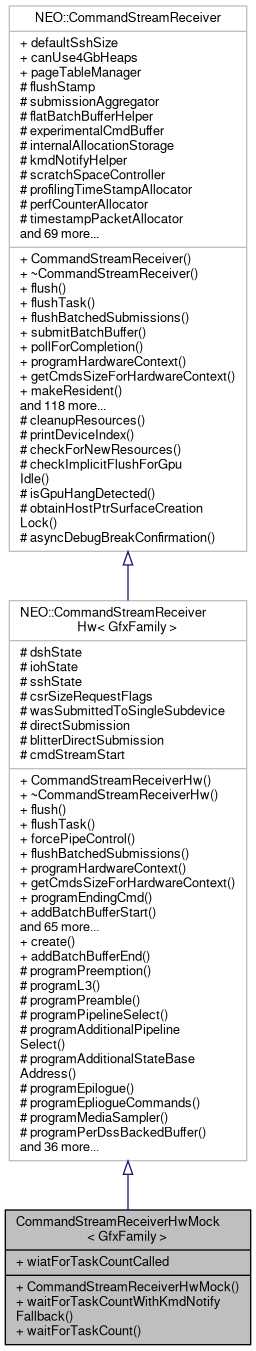 NEO::CommandStreamReceiver
+ defaultSshSize
+ canUse4GbHeaps
+ pageTableManager
# flushStamp
# submissionAggregator
# flatBatchBufferHelper
# experimentalCmdBuffer
# internalAllocationStorage
# kmdNotifyHelper
# scratchSpaceController
# profilingTimeStampAllocator
# perfCounterAllocator
# timestampPacketAllocator
and 69 more...
+ CommandStreamReceiver()
+ ~CommandStreamReceiver()
+ flush()
+ flushTask()
+ flushBatchedSubmissions()
+ submitBatchBuffer()
+ pollForCompletion()
+ programHardwareContext()
+ getCmdsSizeForHardwareContext()
+ makeResident()
and 118 more...
# cleanupResources()
# printDeviceIndex()
# checkForNewResources()
# checkImplicitFlushForGpu
Idle()
# isGpuHangDetected()
# obtainHostPtrSurfaceCreation
Lock()
# asyncDebugBreakConfirmation()
NEO::CommandStreamReceiver
Hw< GfxFamily >
# dshState
# iohState
# sshState
# csrSizeRequestFlags
# wasSubmittedToSingleSubdevice
# directSubmission
# blitterDirectSubmission
# cmdStreamStart
+ CommandStreamReceiverHw()
+ ~CommandStreamReceiverHw()
+ flush()
+ flushTask()
+ forcePipeControl()
+ flushBatchedSubmissions()
+ programHardwareContext()
+ getCmdsSizeForHardwareContext()
+ programEndingCmd()
+ addBatchBufferStart()
and 65 more...
+ create()
+ addBatchBufferEnd()
# programPreemption()
# programL3()
# programPreamble()
# programPipelineSelect()
# programAdditionalPipeline
Select()
# programAdditionalStateBase
Address()
# programEpilogue()
# programEpliogueCommands()
# programMediaSampler()
# programPerDssBackedBuffer()
and 36 more...
CommandStreamReceiverHwMock
< GfxFamily >
+ wiatForTaskCountCalled
+ CommandStreamReceiverHwMock()
+ waitForTaskCountWithKmdNotify
Fallback()
+ waitForTaskCount()